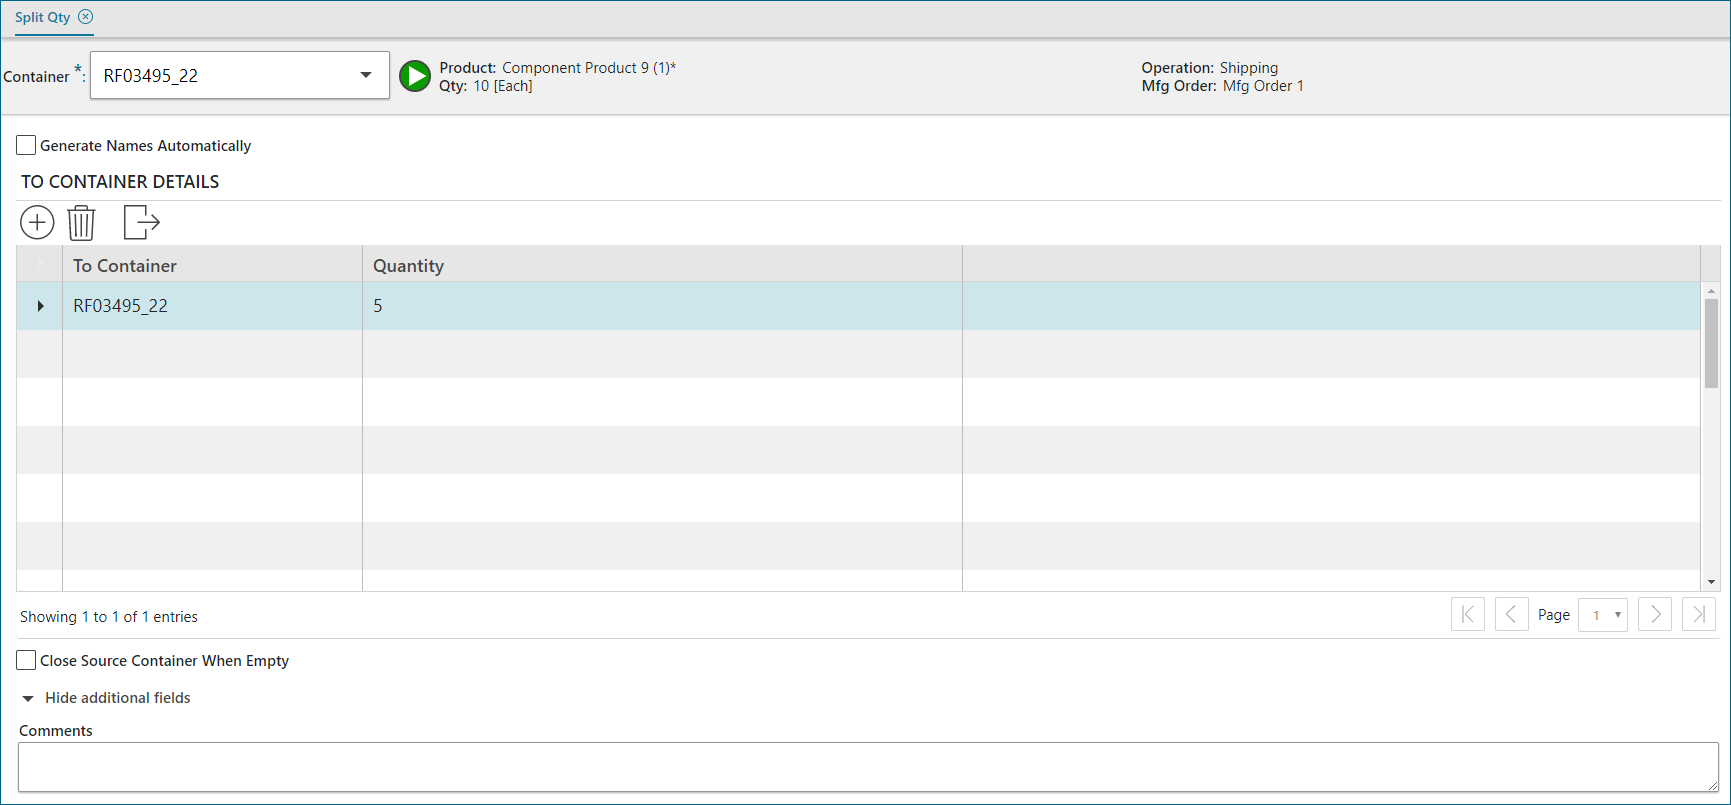 Split Qty
Container *: RF03495_22
Product: Component Product 9 (1)*
Qty: 10 [Each]
Operation: Shipping
Mfg Order: Mfg Order 1
Generate Names Automatically
TO CONTAINER DETAILS
To Container Quantity
RF03495_22 5
Showing 1 to 1 of 1 entries
Page 1
Close Source Container When Empty
Hide additional fields
Comments